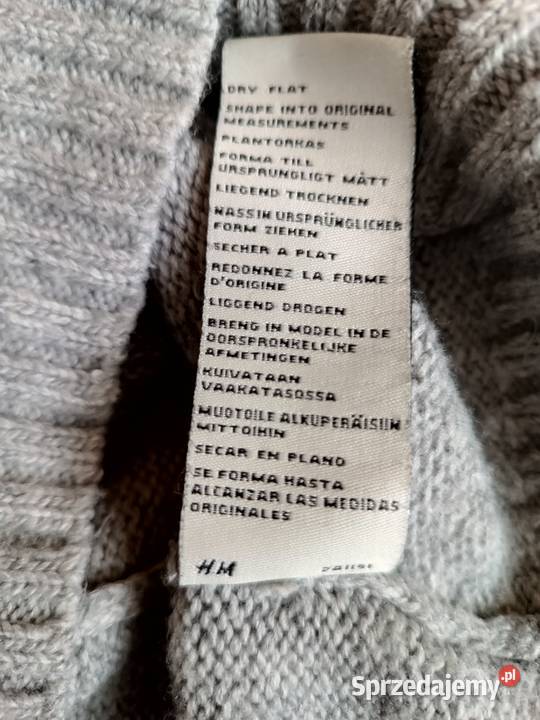 DRY FLAT
SHAPE INTO ORIGINAL
MEASUREMENTS
PLANTORKAS
FORMA TILL
URSPRUNGLIGT MÅTT
LIEGEND TROCKNEN
NASS IN URSPRÜNGLICHER
FORM ZIEHEN
SECHER A PLAT
REDONNEZ LA FORME
D'ORIGINE
LIGGEND DROGEN
BRENG IN MODEL IN DE
OORSPRONKELIJKE
AFMETINGEN
KUIVATAAN
VAAKATASOSSA
MUOTOILE ALKUPERÄISIIN
MITTOIHIN
SECAR EN PLANO
SE FORMA HASTA
ALCANZAR LAS MEDIDAS
ORIGINALES
HM
Sprzedajemy.pl